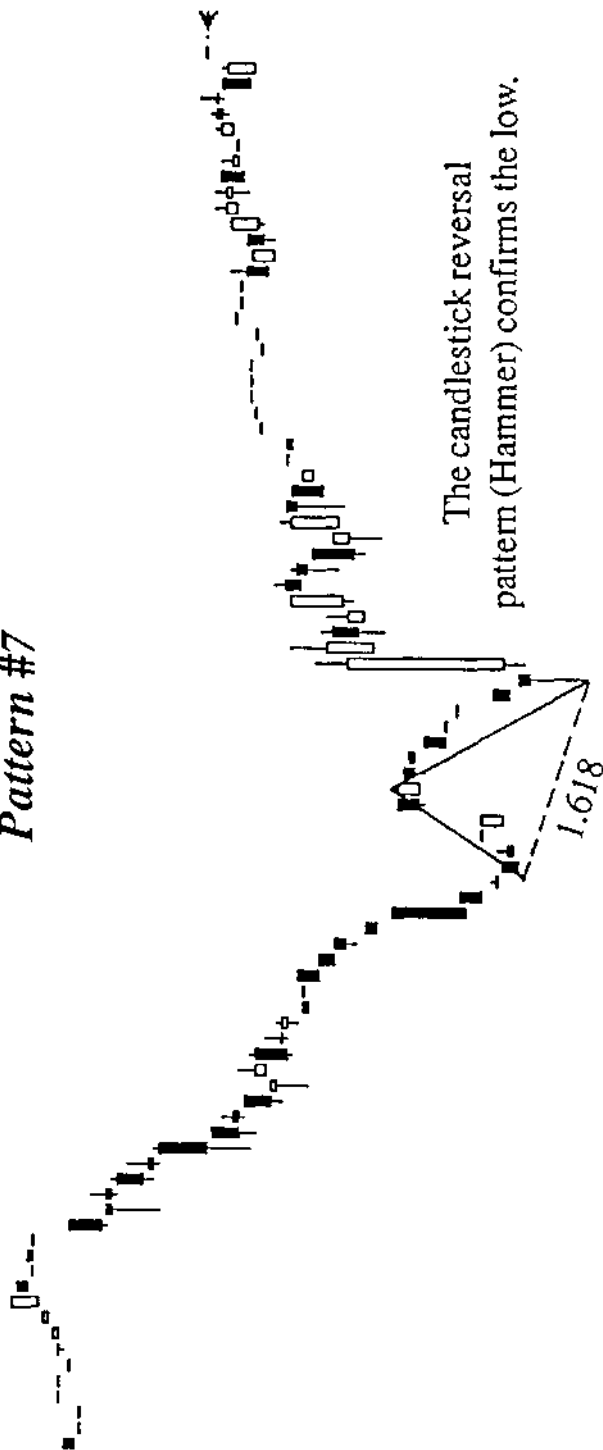 Pattern #7
The candlestick reversal
pattern (Hammer) confirms the low.
1.618